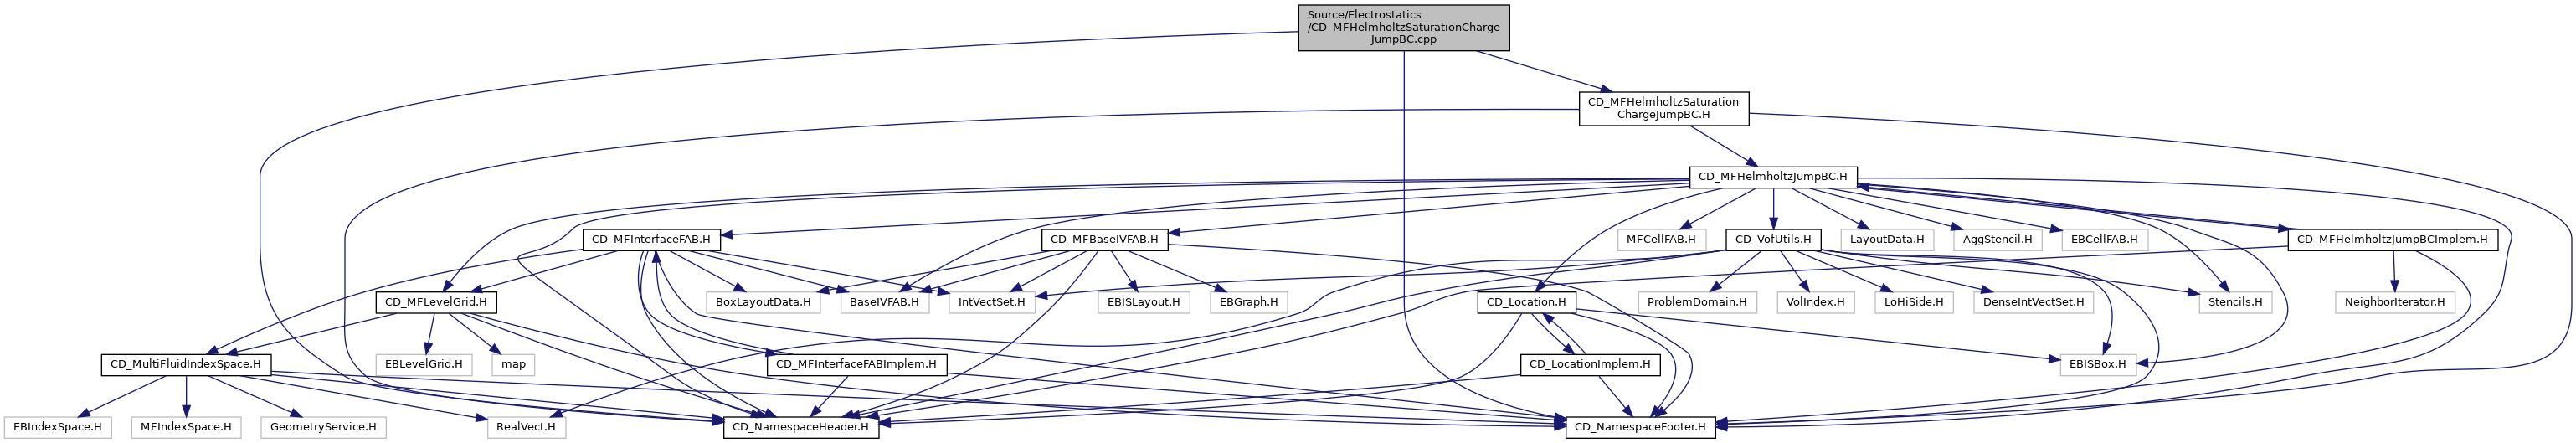 Source/Electrostatics
/CD_MFHelmholtzSaturationCharge
JumpBC.cpp
CD_MFHelmholtzSaturation
ChargeJumpBC.H
CD_MFHelmholtzJumpBC.H
CD_MFInterfaceFAB.H
CD_MFBaseIVFAB.H
MFCellFAB.H
CD_VofUtils.H
LayoutData.H
AggStencil.H
EBCellFAB.H
CD_MFHelmholtzJumpBCImplem.H
CD_MFLevelGrid.H
BoxLayoutData.H
BaseIVFAB.H
IntVectSet.H
EBISLayout.H
EBGraph.H
CD_Location.H
ProblemDomain.H
VolIndex.H
LoHiSide.H
DenseIntVectSet.H
Stencils.H
NeighborIterator.H
CD_MultiFluidIndexSpace.H
EBLevelGrid.H
map
CD_MFInterfaceFABImplem.H
CD_LocationImplem.H
EBISBox.H
EBIndexSpace.H
MFIndexSpace.H
GeometryService.H
RealVect.H
CD_NamespaceHeader.H
CD_NamespaceFooter.H